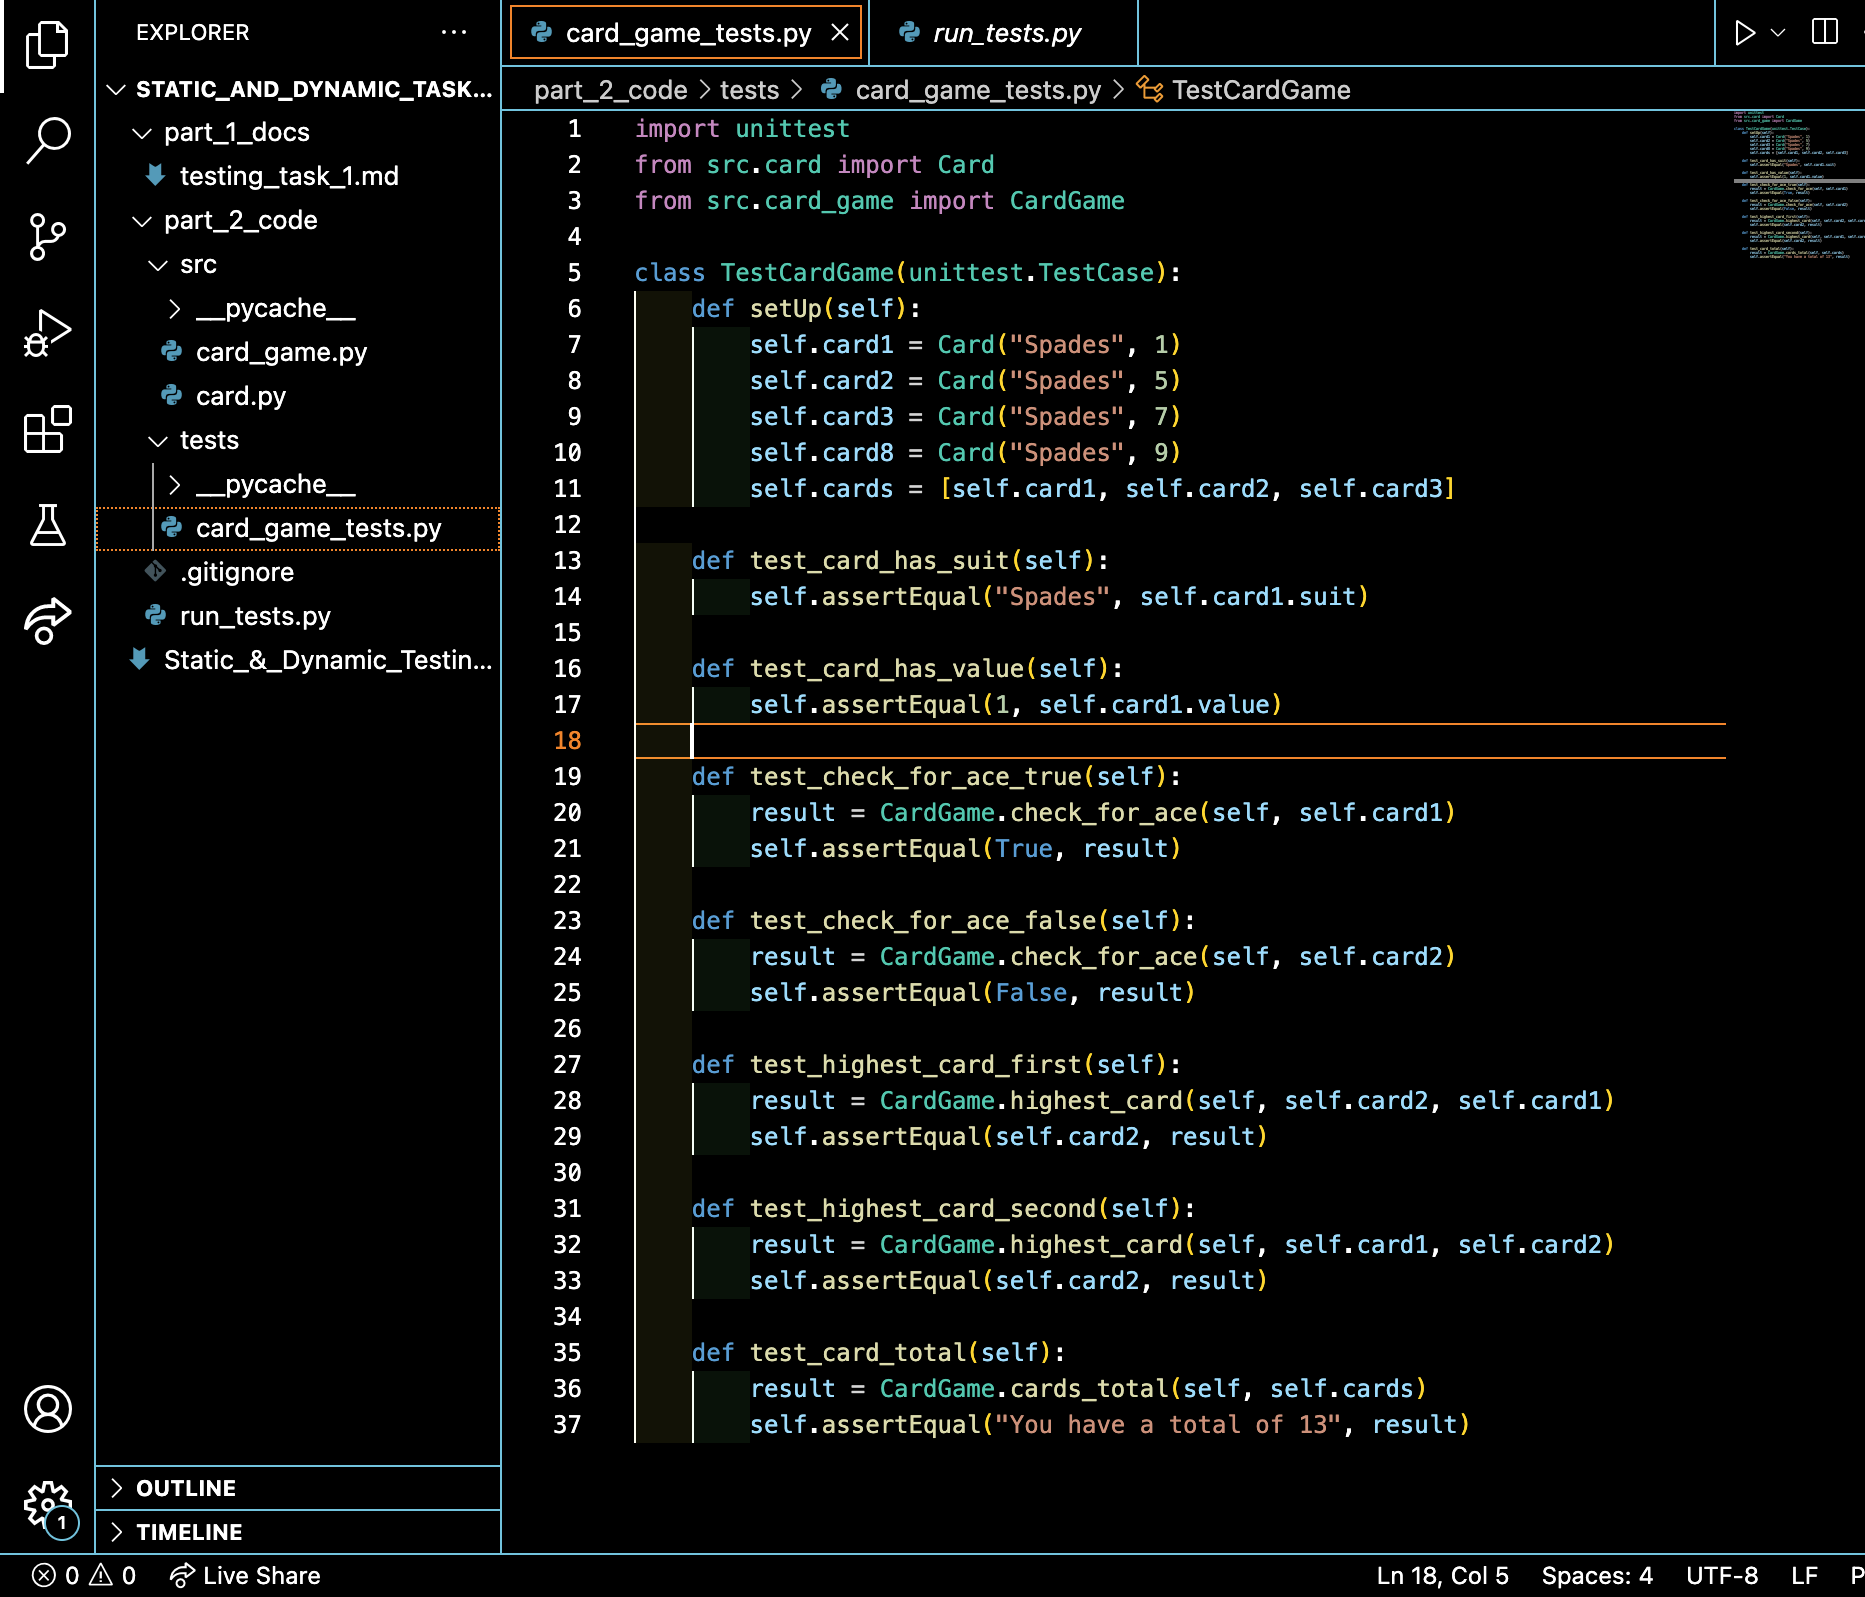 EXPLORER
STATIC_AND_DYNAMIC_TASK...
part_1_docs
testing_task_1.md
part_2_code
src
__pycache__
card_game.py
card.py
tests
__pycache__
card_game_tests.py
.gitignore
run_tests.py
Static_&_Dynamic_Testin...
OUTLINE
TIMELINE
1
card_game_tests.py
run_tests.py
part_2_code > tests > card_game_tests.py > TestCardGame
1 import unittest
2 from src.card import Card
3 from src.card_game import CardGame
4
5 class TestCardGame(unittest.TestCase):
6     def setUp(self):
7         self.card1 = Card("Spades", 1)
8         self.card2 = Card("Spades", 5)
9         self.card3 = Card("Spades", 7)
10         self.card8 = Card("Spades", 9)
11         self.cards = [self.card1, self.card2, self.card3]
12
13     def test_card_has_suit(self):
14         self.assertEqual("Spades", self.card1.suit)
15
16     def test_card_has_value(self):
17         self.assertEqual(1, self.card1.value)
18
19     def test_check_for_ace_true(self):
20         result = CardGame.check_for_ace(self, self.card1)
21         self.assertEqual(True, result)
22
23     def test_check_for_ace_false(self):
24         result = CardGame.check_for_ace(self, self.card2)
25         self.assertEqual(False, result)
26
27     def test_highest_card_first(self):
28         result = CardGame.highest_card(self, self.card2, self.card1)
29         self.assertEqual(self.card2, result)
30
31     def test_highest_card_second(self):
32         result = CardGame.highest_card(self, self.card1, self.card2)
33         self.assertEqual(self.card2, result)
34
35     def test_card_total(self):
36         result = CardGame.cards_total(self, self.cards)
37         self.assertEqual("You have a total of 13", result)
0 0 Live Share Ln 18, Col 5 Spaces: 4 UTF-8 LF P